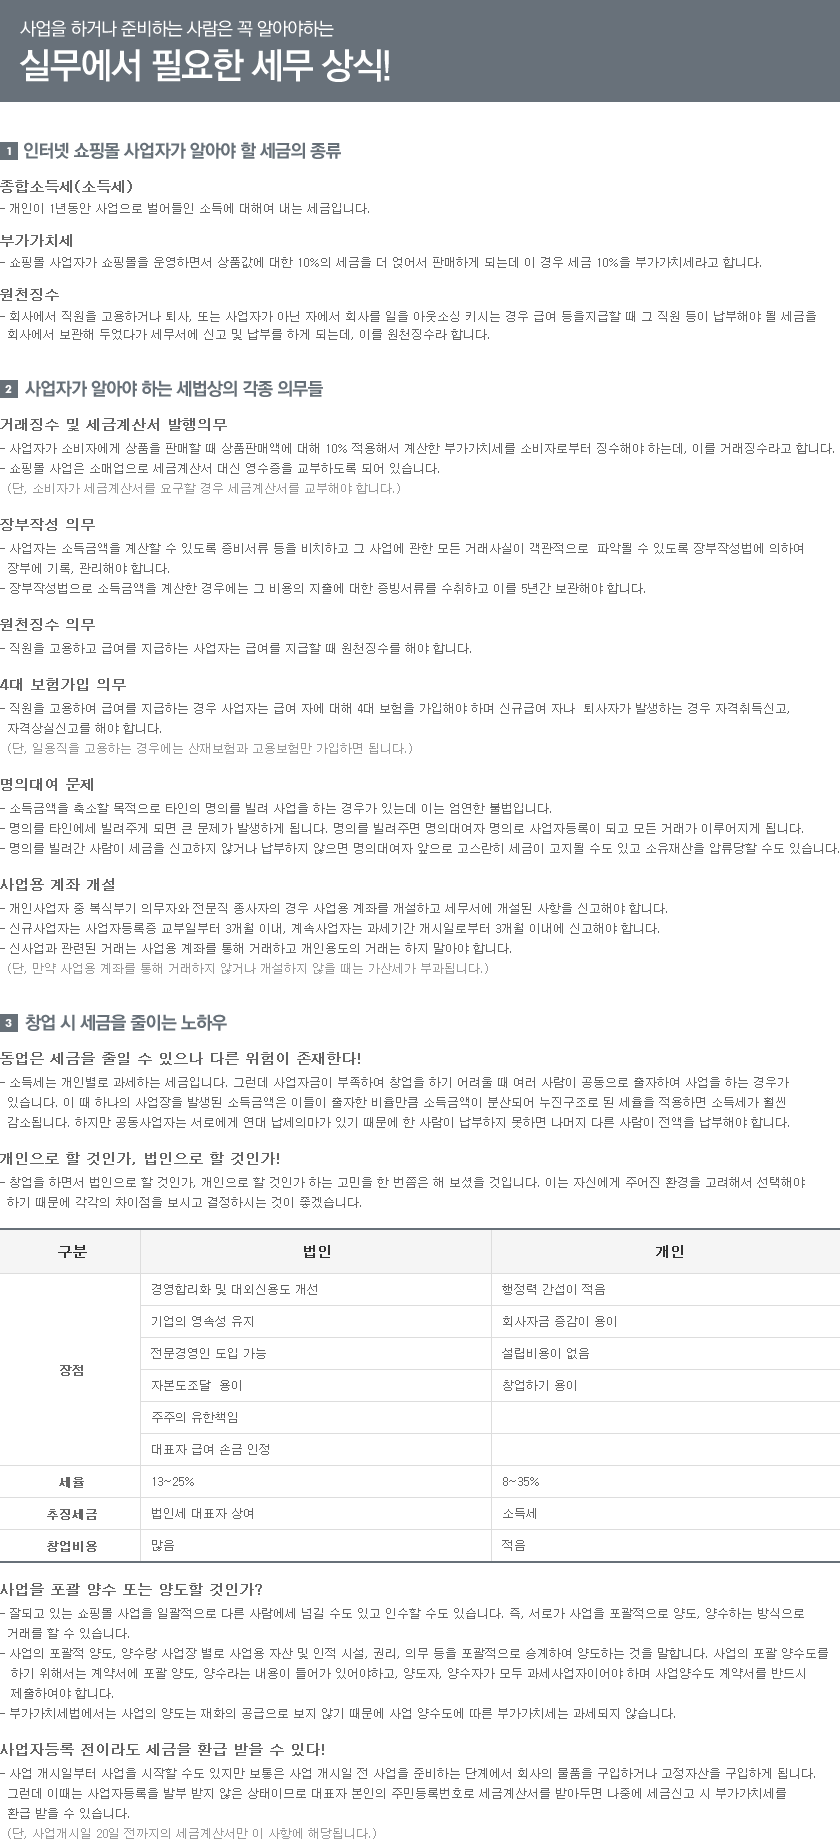 사업을 하거나 준비하는 사람은 꼭 알아야하는
실무에서 필요한 세무 상식!
1 인터넷 쇼핑몰 사업자가 알아야 할 세금의 종류
종합소득세(소득세)
- 개인이 1년동안 사업으로 벌어들인 소득에 대해여 내는 세금입니다.
부가가치세
- 쇼핑몰 사업자가 쇼핑몰을 운영하면서 상품값에 대한 10%의 세금을 더 얹어서 판매하게 되는데 이 경우 세금 10%을 부가가치세라고 합니다.
원천징수
- 회사에서 직원을 고용하거나 퇴사, 또는 사업자가 아닌 자에서 회사를 일을 아웃소싱 키시는 경우 급여 등을지급할 때 그 직원 등이 납부해야 될 세금을
회사에서 보관해 두었다가 세무서에 신고 및 납부를 하게 되는데, 이를 원천징수라 합니다.
2 사업자가 알아야 하는 세법상의 각종 의무들
거래징수 및 세금계산서 발행의무
- 사업자가 소비자에게 상품을 판매할 때 상품판매액에 대해 10% 적용해서 계산한 부가가치세를 소비자로부터 징수해야 하는데, 이를 거래징수라고 합니다.
- 쇼핑몰 사업은 소매업으로 세금계산서 대신 영수증을 교부하도록 되어 있습니다.
(단, 소비자가 세금계산서를 요구할 경우 세금계산서를 교부해야 합니다.)
장부작성 의무
- 사업자는 소득금액을 계산할 수 있도록 증비서류 등을 비치하고 그 사업에 관한 모든 거래사실이 객관적으로 파악될 수 있도록 장부작성법에 의하여
장부에 기록, 관리해야 합니다.
- 장부작성법으로 소득금액을 계산한 경우에는 그 비용의 지출에 대한 증빙서류를 수취하고 이를 5년간 보관해야 합니다.
원천징수 의무
- 직원을 고용하고 급여를 지급하는 사업자는 급여를 지급할 때 원천징수를 해야 합니다.
4대 보험가입 의무
- 직원을 고용하여 급여를 지급하는 경우 사업자는 급여 자에 대해 4대 보험을 가입해야 하며 신규급여 자나 퇴사자가 발생하는 경우 자격취득신고,
자격상실신고를 해야 합니다.
(단, 일용직을 고용하는 경우에는 산재보험과 고용보험만 가입하면 됩니다.)
명의대여 문제
- 소득금액을 축소할 목적으로 타인의 명의를 빌려 사업을 하는 경우가 있는데 이는 엄연한 불법입니다.
- 명의를 타인에세 빌려주게 되면 큰 문제가 발생하게 됩니다. 명의를 빌려주면 명의대여자 명의로 사업자등록이 되고 모든 거래가 이루어지게 됩니다.
- 명의를 빌려간 사람이 세금을 신고하지 않거나 납부하지 않으면 명의대여자 앞으로 고스란히 세금이 고지될 수도 있고 소유재산을 압류당할 수도 있습니다.
사업용 계좌 개설
- 개인사업자 중 복식부기 의무자와 전문직 종사자의 경우 사업용 계좌를 개설하고 세무서에 개설된 사항을 신고해야 합니다.
- 신규사업자는 사업자등록증 교부일부터 3개월 이내, 계속사업자는 과세기간 개시일로부터 3개월 이내에 신고해야 합니다.
- 신사업과 관련된 거래는 사업용 계좌를 통해 거래하고 개인용도의 거래는 하지 말아야 합니다.
(단, 만약 사업용 계좌를 통해 거래하지 않거나 개설하지 않을 때는 가산세가 부과됩니다.)
3 창업 시 세금을 줄이는 노하우
동업은 세금을 줄일 수 있으나 다른 위험이 존재한다!
- 소득세는 개인별로 과세하는 세금입니다. 그런데 사업자금이 부족하여 창업을 하기 어려울 때 여러 사람이 공동으로 출자하여 사업을 하는 경우가
있습니다. 이 때 하나의 사업장을 발생된 소득금액은 이들이 출자한 비율만큼 소득금액이 분산되어 누진구조로 된 세율을 적용하면 소득세가 훨씬
감소됩니다. 하지만 공동사업자는 서로에게 연대 납세의마가 있기 때문에 한 사람이 납부하지 못하면 나머지 다른 사람이 전액을 납부해야 합니다.
개인으로 할 것인가, 법인으로 할 것인가!
- 창업을 하면서 법인으로 할 것인가, 개인으로 할 것인가 하는 고민을 한 번쯤은 해 보셨을 것입니다. 이는 자신에게 주어진 환경을 고려해서 선택해야
하기 때문에 각각의 차이점을 보시고 결정하시는 것이 좋겠습니다.
구분 법인 개인
장점
경영합리화 및 대외신용도 개선 행정력 간섭이 적음
기업의 영속성 유지 회사자금 증감이 용이
전문경영인 도입 가능 설립비용이 없음
자본도조달 용이 창업하기 용이
주주의 유한책임
대표자 급여 손금 인정
세율 13~25% 8~35%
추징세금 법인세 대표자 상여 소득세
창업비용 많음 적음
사업을 포괄 양수 또는 양도할 것인가?
- 잘되고 있는 쇼핑몰 사업을 일괄적으로 다른 사람에세 넘길 수도 있고 인수할 수도 있습니다. 즉, 서로가 사업을 포괄적으로 양도, 양수하는 방식으로
거래를 할 수 있습니다.
- 사업의 포괄적 양도, 양수랑 사업장 별로 사업용 자산 및 인적 시설, 권리, 의무 등을 포괄적으로 승계하여 양도하는 것을 말합니다. 사업의 포괄 양수도를
하기 위해서는 계약서에 포괄 양도, 양수라는 내용이 들어가 있어야하고, 양도자, 양수자가 모두 과세사업자이어야 하며 사업양수도 계약서를 반드시
제출하여야 합니다.
- 부가가치세법에서는 사업의 양도는 재화의 공급으로 보지 않기 때문에 사업 양수도에 따른 부가가치세는 과세되지 않습니다.
사업자등록 전이라도 세금을 환급 받을 수 있다!
- 사업 개시일부터 사업을 시작할 수도 있지만 보통은 사업 개시일 전 사업을 준비하는 단계에서 회사의 물품을 구입하거나 고정자산을 구입하게 됩니다.
그런데 이때는 사업자등록을 발부 받지 않은 상태이므로 대표자 본인의 주민등록번호로 세금계산서를 받아두면 나중에 세금신고 시 부가가치세를
환급 받을 수 있습니다.
(단, 사업개시일 20일 전까지의 세금계산서만 이 사항에 해당됩니다.)